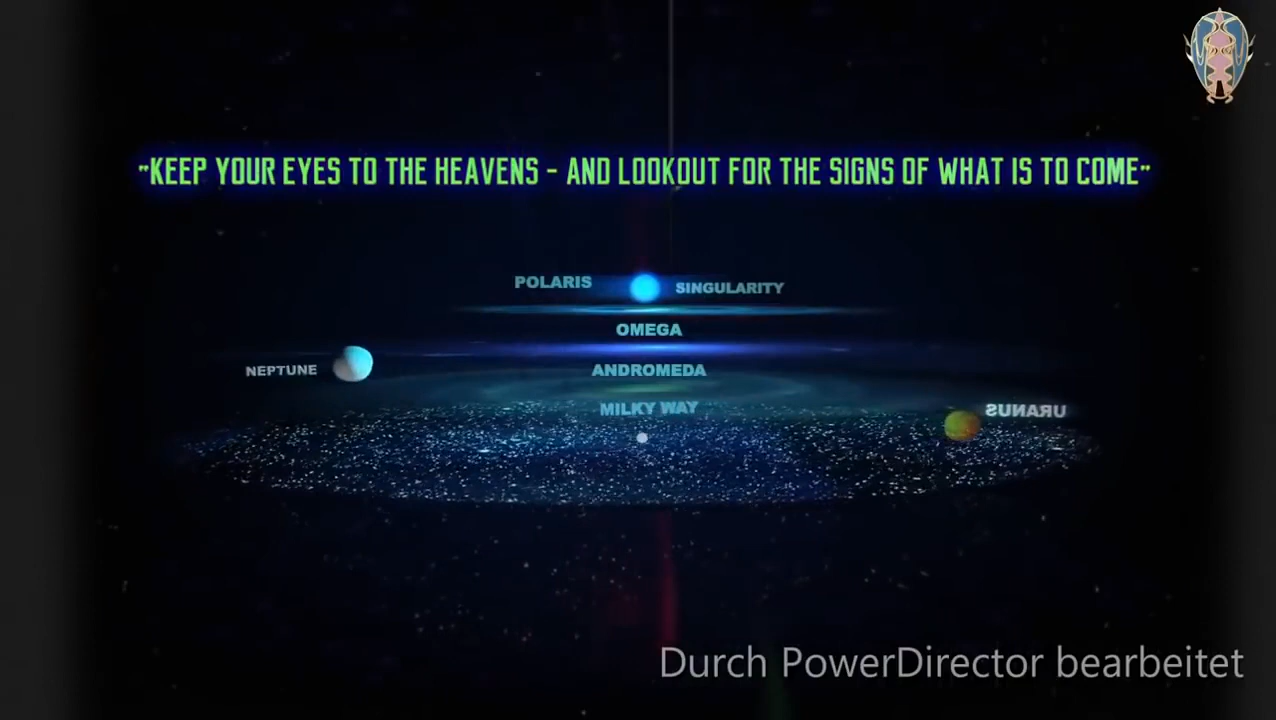 "KEEP YOUR EYES TO THE HEAVENS - AND LOOKOUT FOR THE SIGNS OF WHAT IS TO COME"
POLARIS
SINGULARITY
OMEGA
NEPTUNE
ANDROMEDA
MILKY WAY
URANUS
Durch PowerDirector bearbeitet